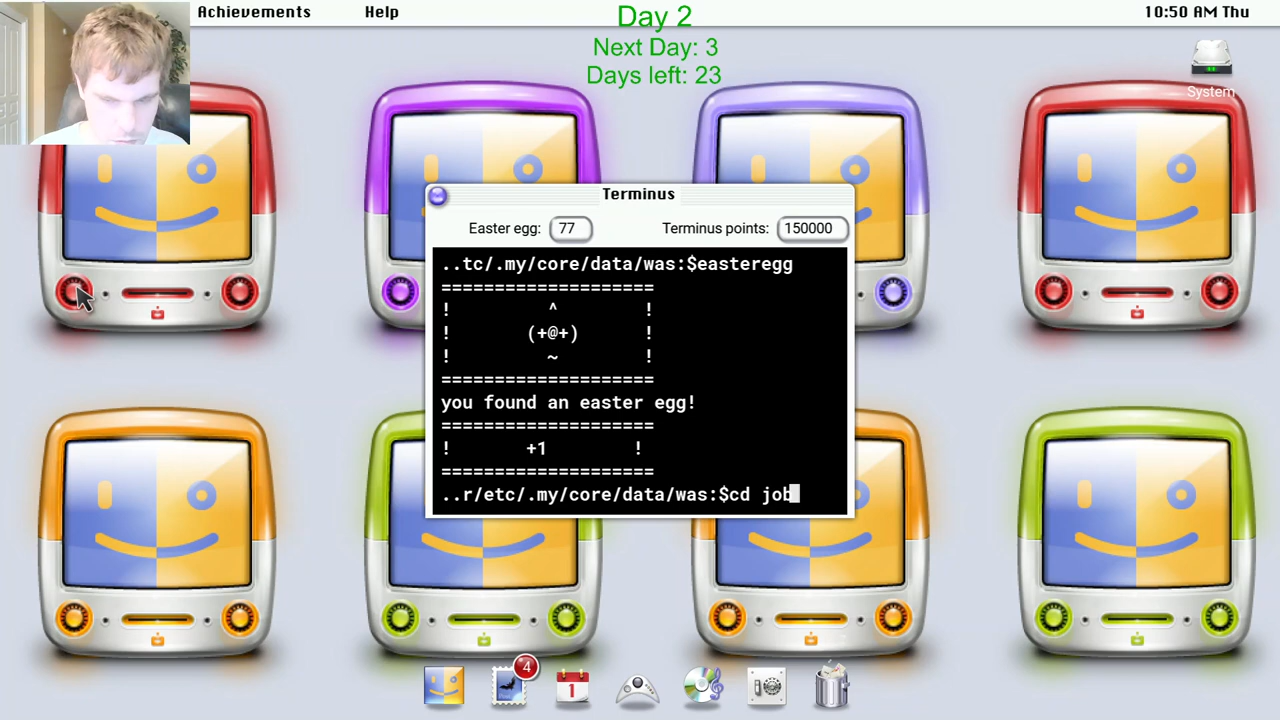 Achievements Help
Day 2
Next Day: 3
Days left: 23
10:50 AM Thu
System
Terminus
Easter egg: 77 Terminus points: 150000
..tc/.my/core/data/was:$easteregg
====================
! ^ !
! (+@+) !
! ~ !
====================
you found an easter egg!
====================
! +1 !
====================
..r/etc/.my/core/data/was:$cd job
4
1